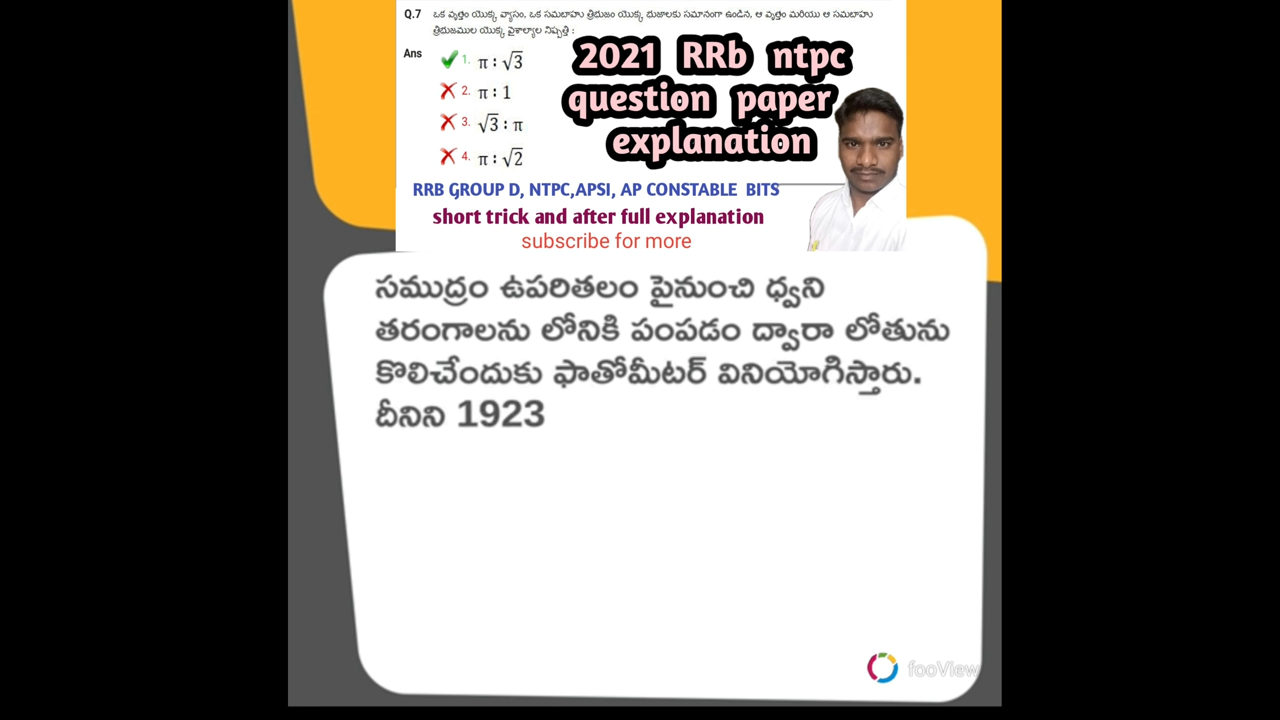 Q.7 ఒక వృత్తం యొక్క వ్యాసం, ఒక సమబాహు త్రిభుజం యొక్క భుజాలకు సమానంగా ఉండిన, ఆ వృత్తం మరియు ఆ సమబాహు
త్రిభుజముల యొక్క వైశాల్యాల నిష్పత్తి :
Ans
1. π : √3
2. π : 1
3. √3 : π
4. π : √2
2021 RRb ntpc
question paper
explanation
RRB GROUP D, NTPC,APSI, AP CONSTABLE BITS
short trick and after full explanation
subscribe for more
సముద్రం ఉపరితలం పైనుంచి ధ్వని
తరంగాలను లోనికి పంపడం ద్వారా లోతును
కొలిచేందుకు ఫాతోమీటర్ వినియోగిస్తారు.
దీనిని 1923
fooView